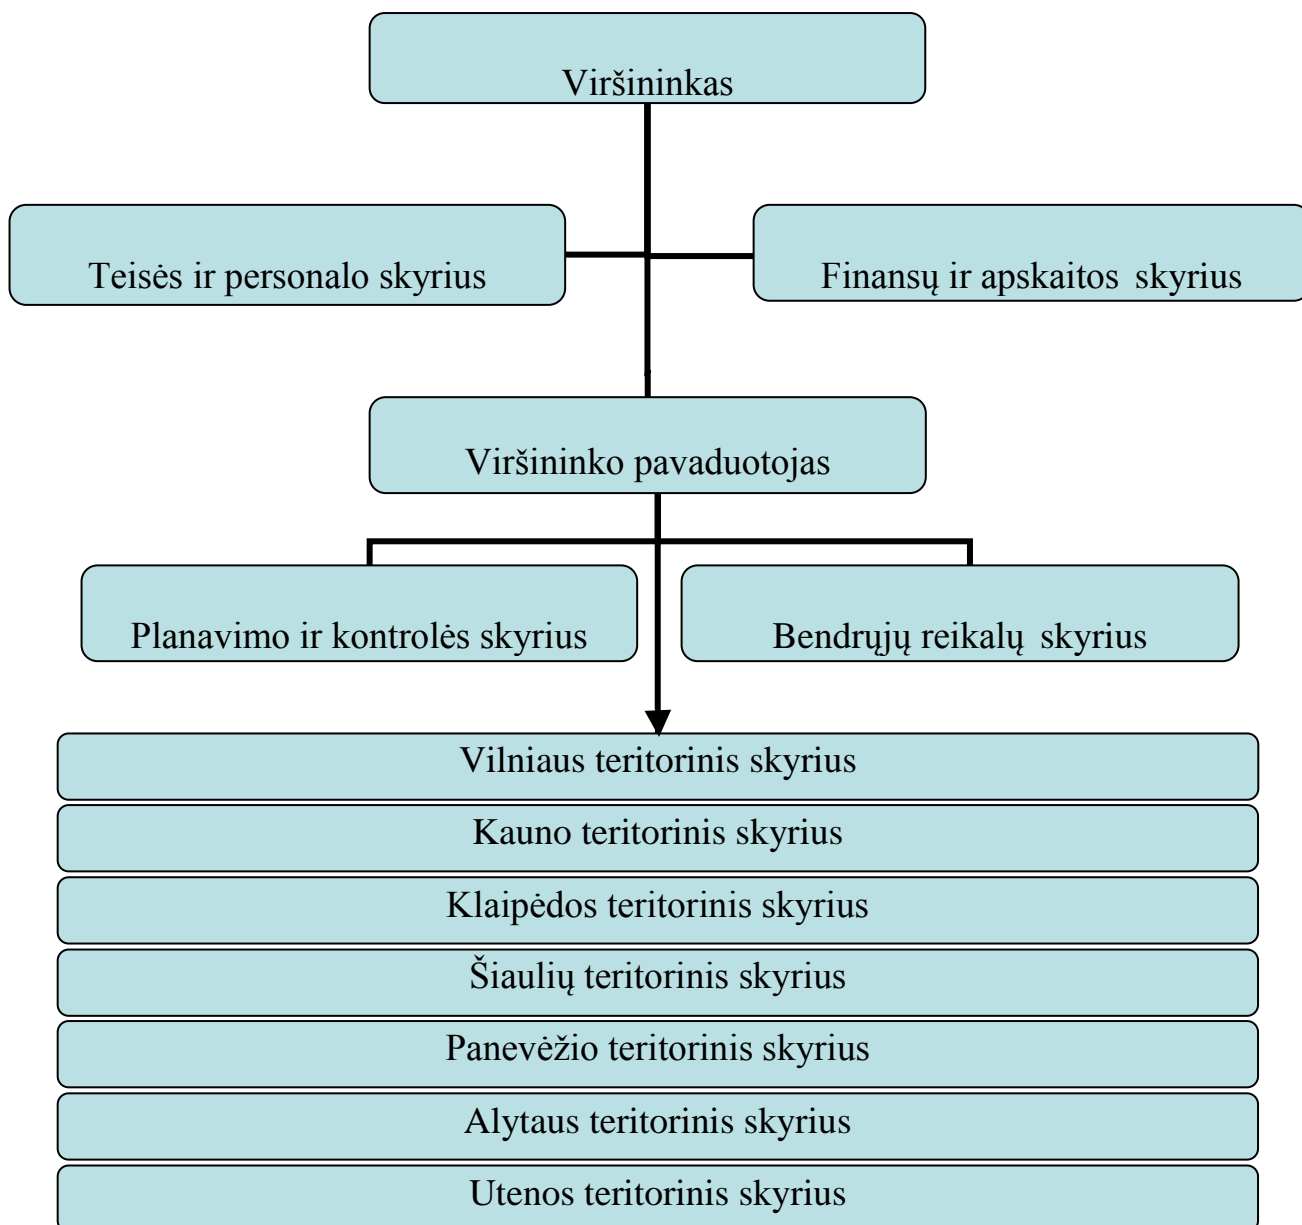 Viršininkas
Teisės ir personalo skyrius
Finansų ir apskaitos skyrius
Viršininko pavaduotojas
Planavimo ir kontrolės skyrius
Bendrųjų reikalų skyrius
Vilniaus teritorinis skyrius
Kauno teritorinis skyrius
Klaipėdos teritorinis skyrius
Šiaulių teritorinis skyrius
Panevėžio teritorinis skyrius
Alytaus teritorinis skyrius
Utenos teritorinis skyrius